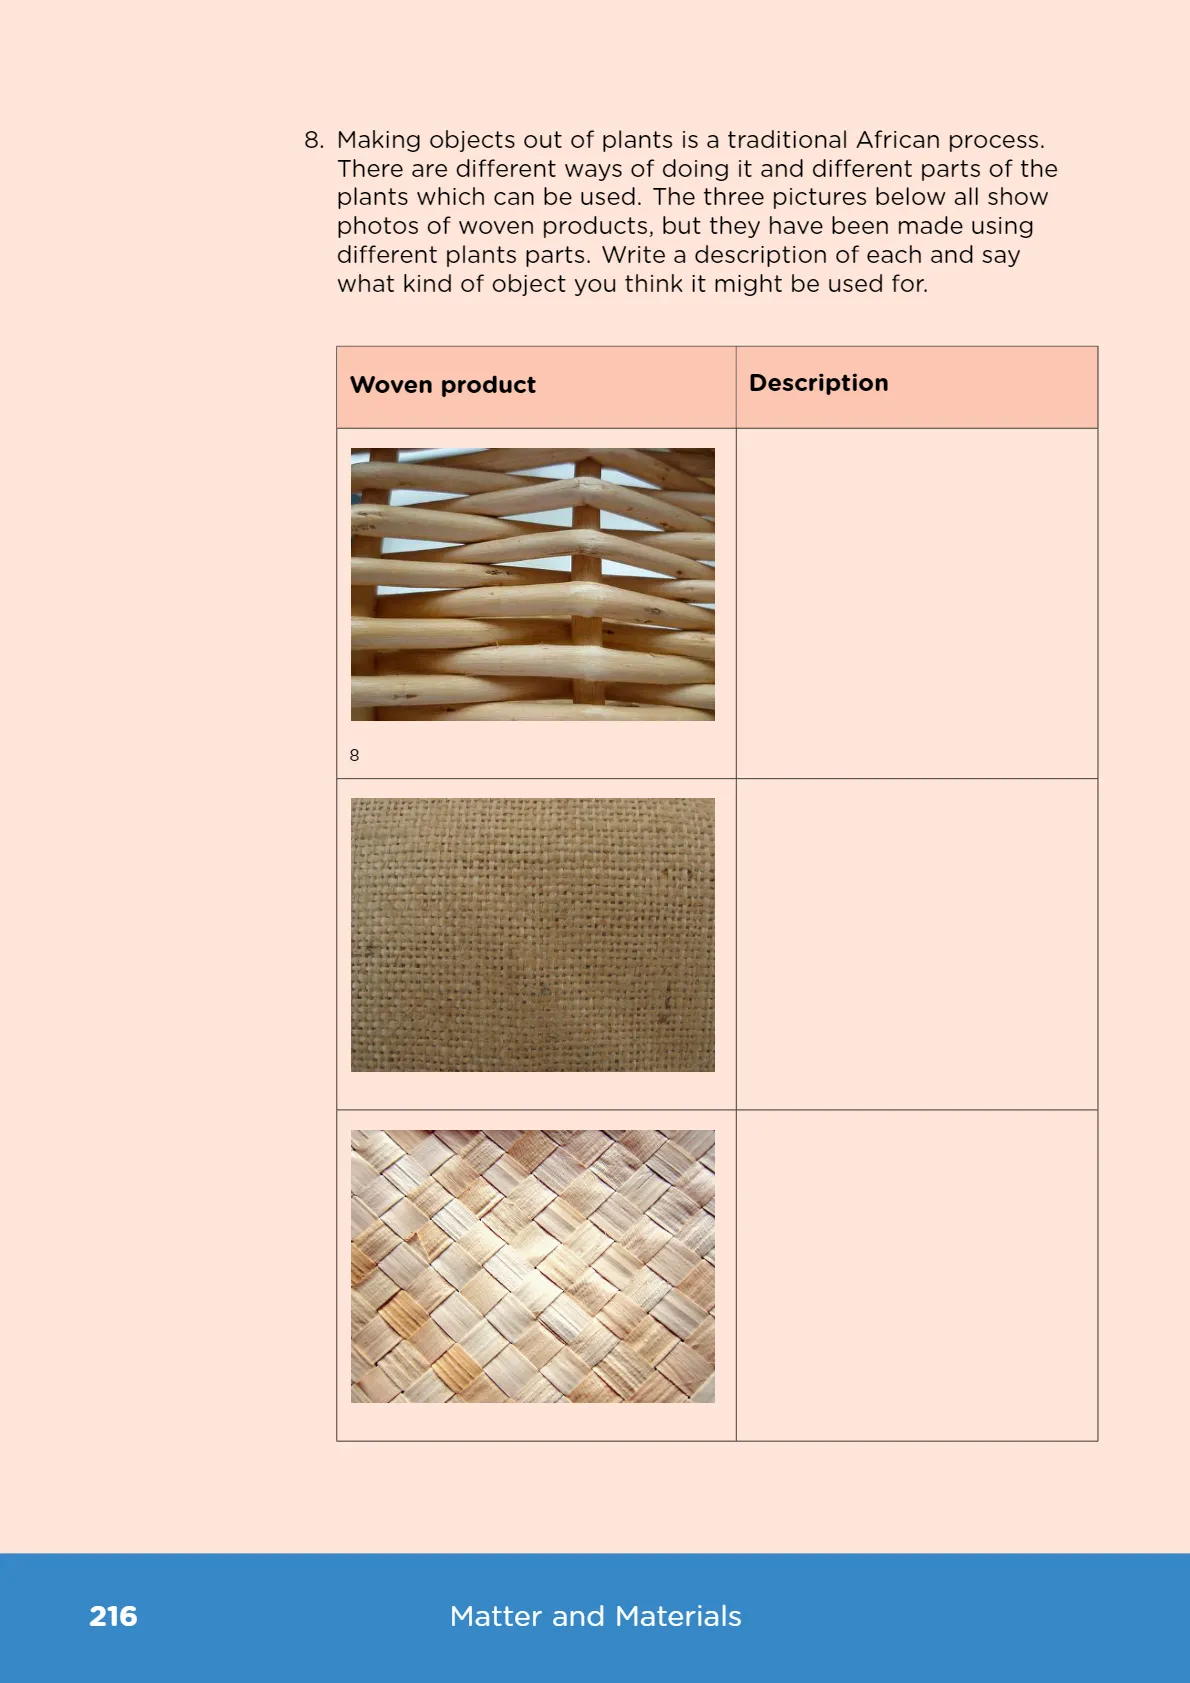 8. Making objects out of plants is a traditional African process.
There are different ways of doing it and different parts of the
plants which can be used. The three pictures below all show
photos of woven products, but they have been made using
different plants parts. Write a description of each and say
what kind of object you think it might be used for.
Woven product
Description
8
216
Matter and Materials